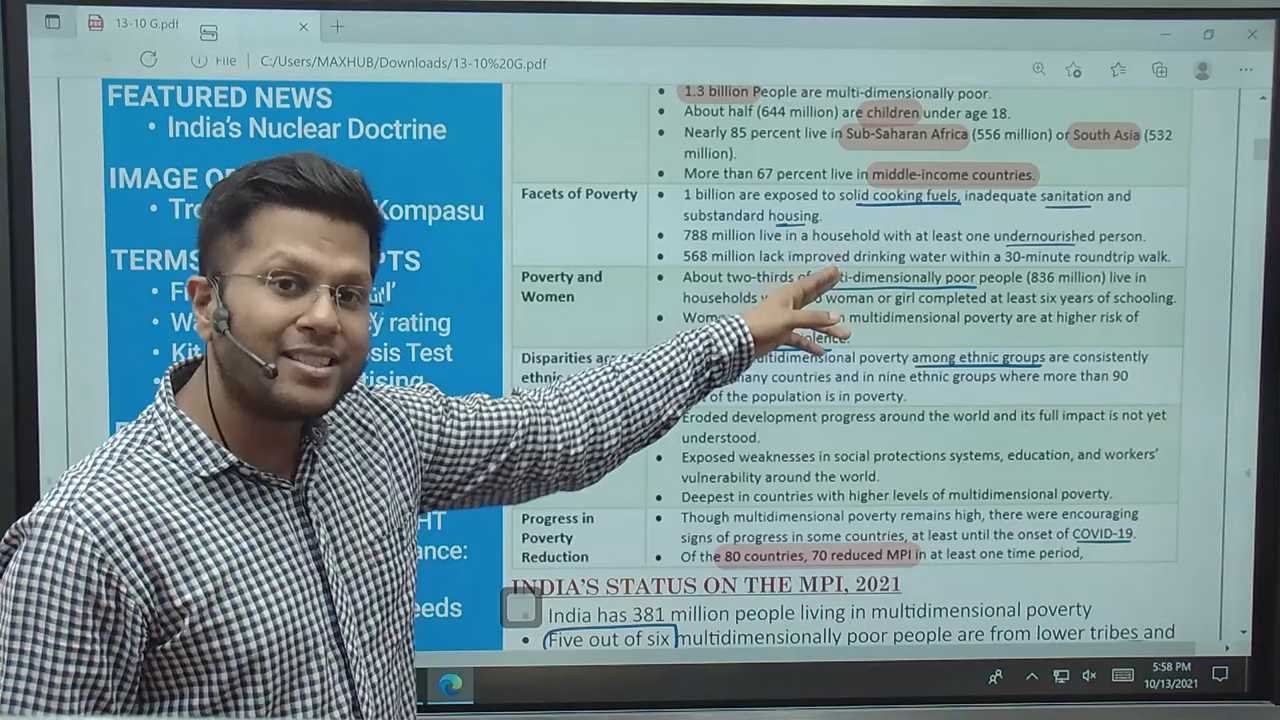 13-10 G.pdf
File
C:/Users/MAXHUB/Downloads/13-10%20G.pdf
FEATURED NEWS
• India's Nuclear Doctrine
IMAGE O
Kompasu
TERMS
PTS
rating
Kit
sis Test
ising
HT
ance:
eeds
• 1.3 billion People are multi-dimensionally poor.
• About half (644 million) are children under age 18.
• Nearly 85 percent live in Sub-Saharan Africa (556 million) or South Asia (532
million).
• More than 67 percent live in middle-income countries.
Facets of Poverty
• 1 billion are exposed to solid cooking fuels, inadequate sanitation and
substandard housing.
• 788 million live in a household with at least one undernourished person.
• 568 million lack improved drinking water within a 30-minute roundtrip walk.
Poverty and
Women
• About two-thirds of multi-dimensionally poor people (836 million) live in
households woman or girl completed at least six years of schooling.
• multidimensional poverty are at higher risk of
violence.
Disparities
ethnic
multidimensional poverty among ethnic groups are consistently
many countries and in nine ethnic groups where more than 90
of the population is in poverty.
Eroded development progress around the world and its full impact is not yet
understood.
• Exposed weaknesses in social protections systems, education, and workers'
vulnerability around the world.
• Deepest in countries with higher levels of multidimensional poverty.
Progress in
Poverty
Reduction
• Though multidimensional poverty remains high, there were encouraging
signs of progress in some countries, at least until the onset of COVID-19.
• Of the 80 countries, 70 reduced MPI in at least one time period,
INDIA'S STATUS ON THE MPI, 2021
India has 381 million people living in multidimensional poverty
• Five out of six multidimensionally poor people are from lower tribes and
5:58 PM
10/13/2021